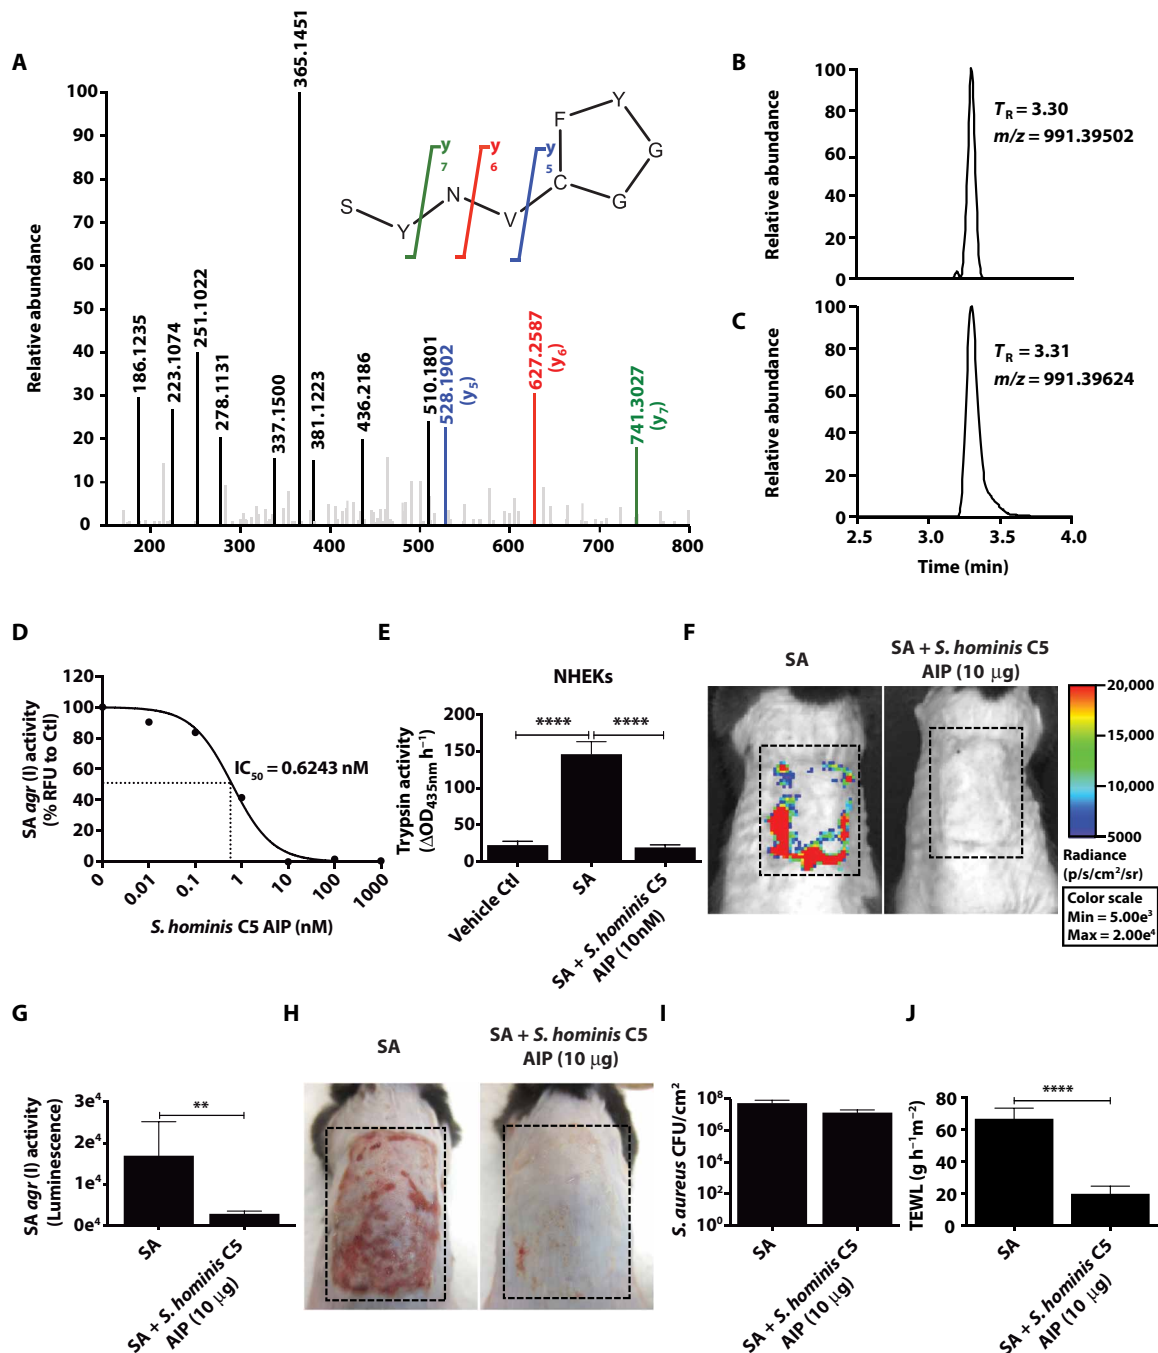 A
365.1451
100
90
80
70
60
50
40
30
20
10
0
Relative abundance
186.1235
223.1074
251.1022
278.1131
337.1500
381.1223
436.2186
510.1801
528.1902
(y5)
627.2587
(y6)
741.3027
(y7)
y
7
y
6
y
5
S
Y
N
V
C
F
Y
G
G
200
300
400
500
600
700
800
B
100
80
60
40
20
0
Relative abundance
TR = 3.30
m/z = 991.39502
C
100
80
60
40
20
0
Relative abundance
TR = 3.31
m/z = 991.39624
2.5
3.0
3.5
4.0
Time (min)
D
SA agr (I) activity
(% RFU to Ctl)
120
100
80
60
40
20
0
IC50 = 0.6243 nM
0
0.01
0.1
1
10
100
1000
S. hominis C5 AIP (nM)
E
NHEKs
Trypsin activity
(ΔOD435nm h−1)
200
150
100
50
0
****
****
Vehicle Ctl
SA
SA + S. hominis C5
AIP (10nM)
F
SA
SA + S. hominis C5
AIP (10 μg)
20,000
10,000
5000
Radiance
(p/s/cm2/sr)
Color scale
Min = 5.00e3
Max = 2.00e4
G
SA agr (I) activity
(Luminescence)
3e4
2e4
1e4
0e4
**
SA
SA + S. hominis C5
AIP (10 μg)
H
SA
SA + S. hominis C5
AIP (10 μg)
I
S. aureus CFU/cm2
108
106
104
102
100
SA
SA + S. hominis C5
AIP (10 μg)
J
TEWL (g h−1m−2)
80
60
40
20
0
****
SA
SA + S. hominis C5
AIP (10 μg)